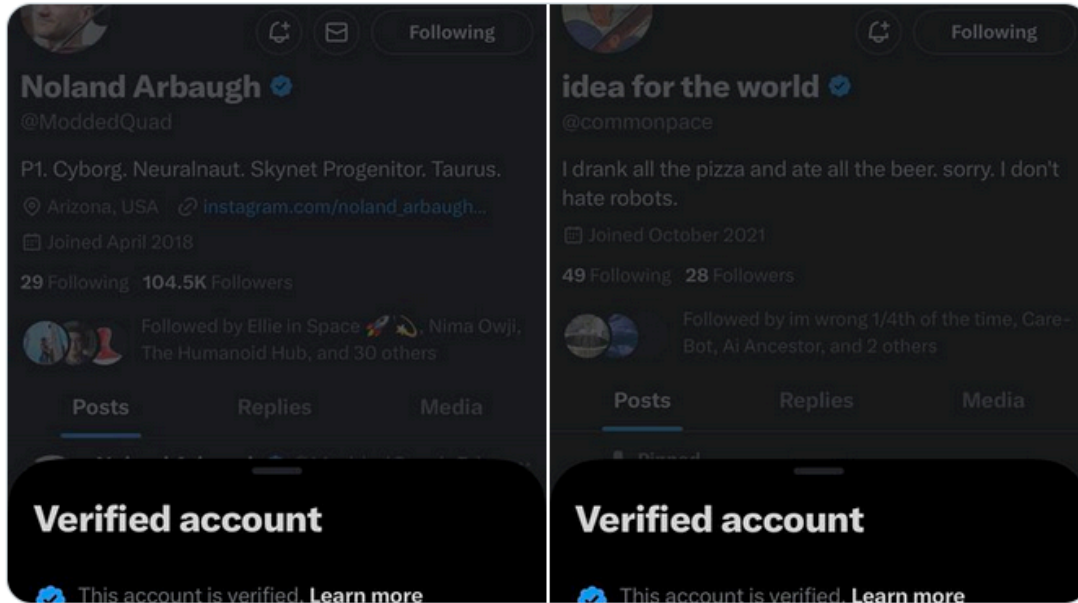 Following
Noland Arbaugh
@ModdedQuad
P1. Cyborg. Neuralnaut. Skynet Progenitor. Taurus.
Arizona, USA instagram.com/noland_arbaugh...
Joined April 2018
29 Following 104.5K Followers
Followed by Ellie in Space 🚀💫, Nima Owji,
The Humanoid Hub, and 30 others
Posts Replies Media
Verified account
This account is verified. Learn more
Following
idea for the world
@commonpace
I drank all the pizza and ate all the beer. sorry. I don't
hate robots.
Joined October 2021
49 Following 28 Followers
Followed by im wrong 1/4th of the time, Care-
Bot, Ai Ancestor, and 2 others
Posts Replies Media
Pinned
Verified account
This account is verified. Learn more